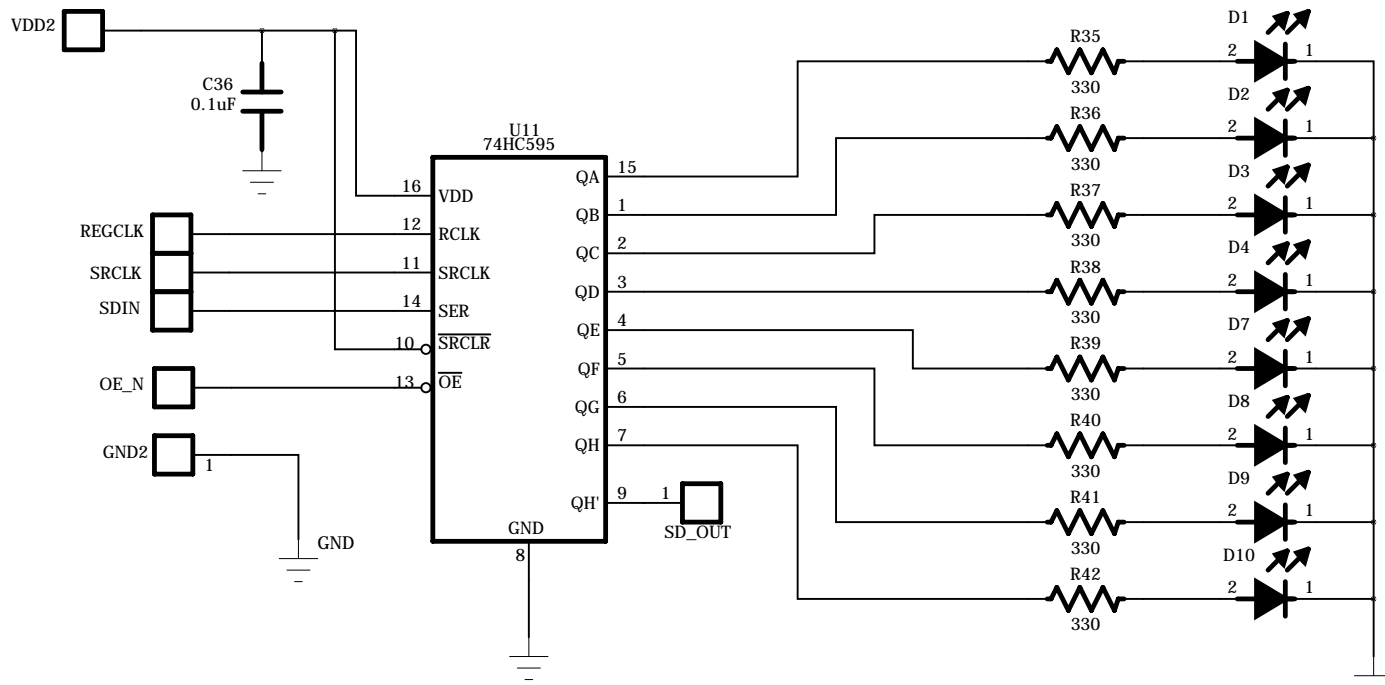 VDD2
C36
0.1uF
U11
74HC595
16
VDD
REGCLK
12
RCLK
SRCLK
11
SRCLK
SDIN
14
SER
10
SRCLR
OE_N
13
OE
GND2
1
GND
GND
8
QA
15
QB
1
QC
2
QD
3
QE
4
QF
5
QG
6
QH
7
QH'
9
1
SD_OUT
R35
330
D1
2
1
R36
330
D2
2
1
R37
330
D3
2
1
R38
330
D4
2
1
R39
330
D7
2
1
R40
330
D8
2
1
R41
330
D9
2
1
R42
330
D10
2
1